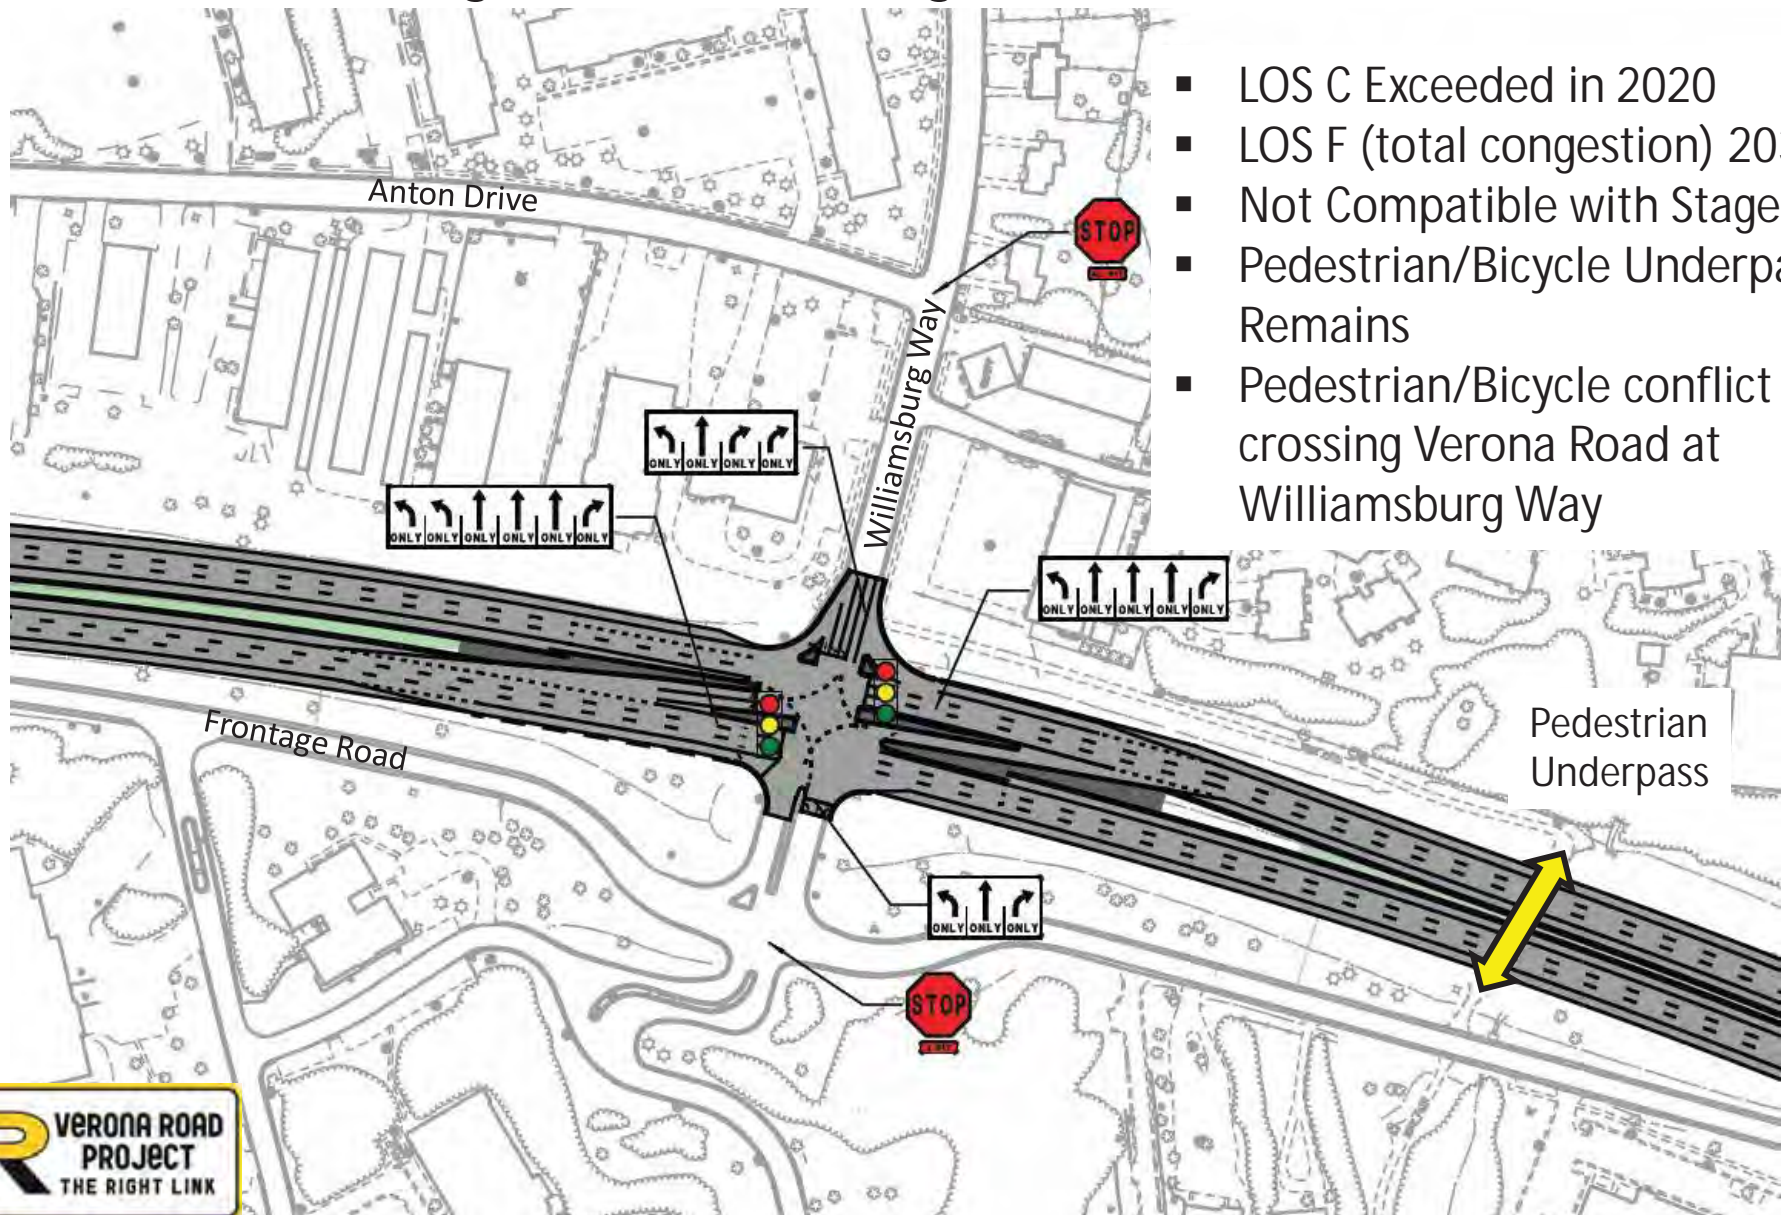 ▪ LOS C Exceeded in 2020
▪ LOS F (total congestion)
▪ Not Compatible with Stage
▪ Pedestrian/Bicycle
Remains
▪ Pedestrian/Bicycle conflict
crossing Verona Road at
Williamsburg Way
Anton Drive
STOP
Williamsburg Way
ONLY ONLY ONLY ONLY
ONLY ONLY ONLY ONLY ONLY ONLY
ONLY ONLY ONLY ONLY ONLY
Frontage Road
Pedestrian
Underpass
ONLY ONLY ONLY
STOP
VERONA ROAD
PROJECT
THE RIGHT LINK